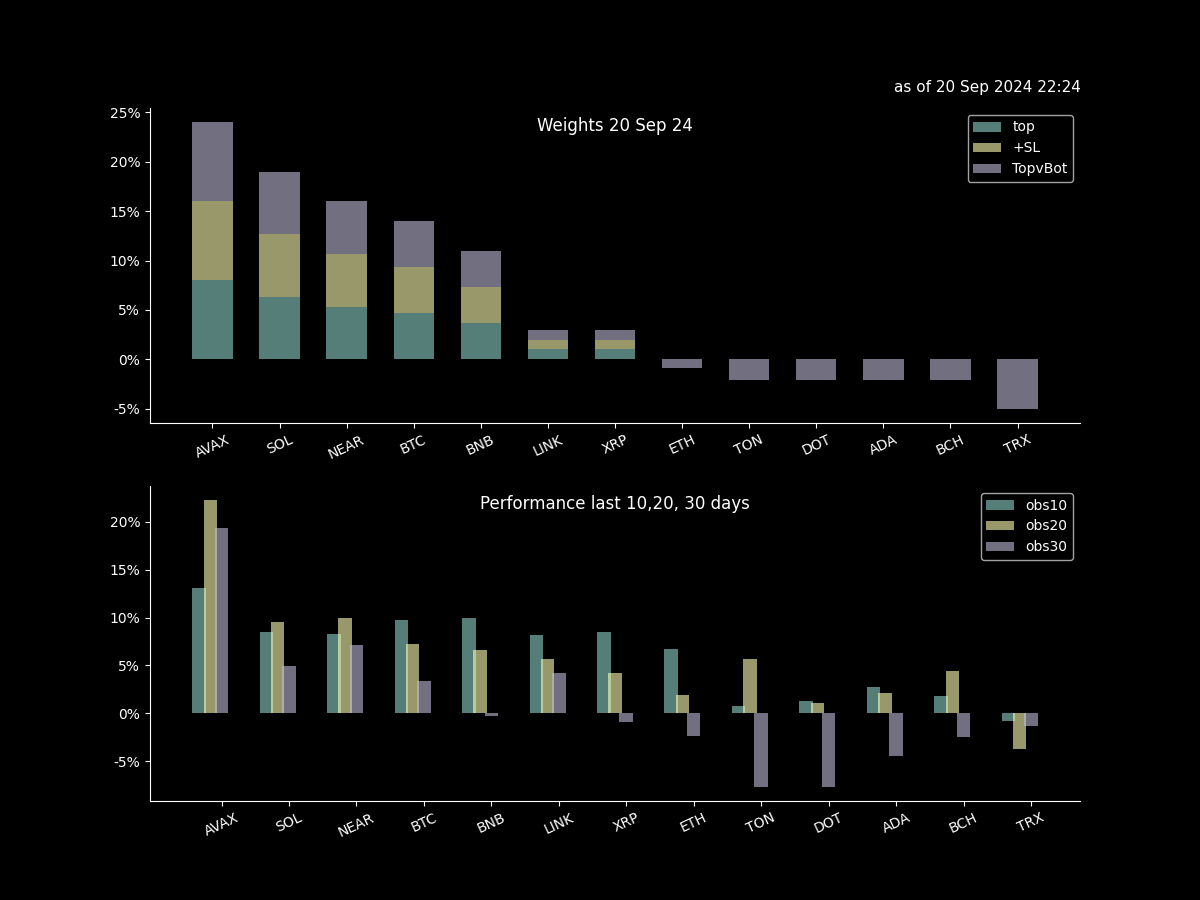 as of 20 Sep 2024 22:24
Weights 20 Sep 24
top
+SL
TopvBot
25%
20%
15%
10%
5%
0%
-5%
AVAX SOL NEAR BTC BNB LINK XRP ETH TON DOT ADA BCH TRX
Performance last 10,20, 30 days
obs10
obs20
obs30
20%
15%
10%
5%
0%
-5%
AVAX SOL NEAR BTC BNB LINK XRP ETH TON DOT ADA BCH TRX